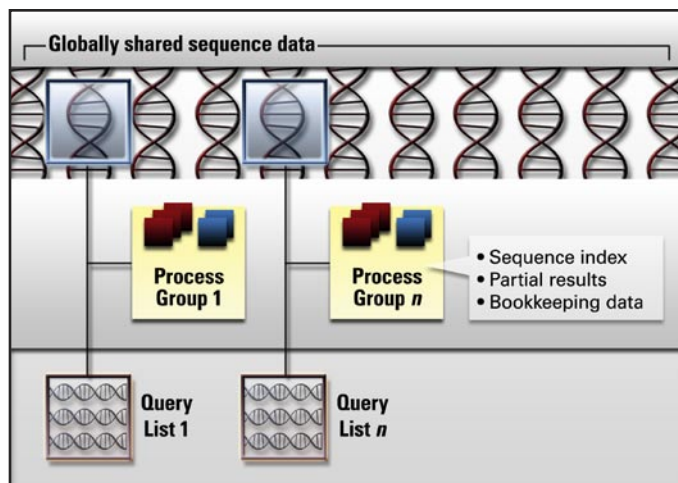 Globally shared sequence data
Process
Group 1
Process
Group n
• Sequence index
• Partial results
• Bookkeeping data
Query
List 1
Query
List n